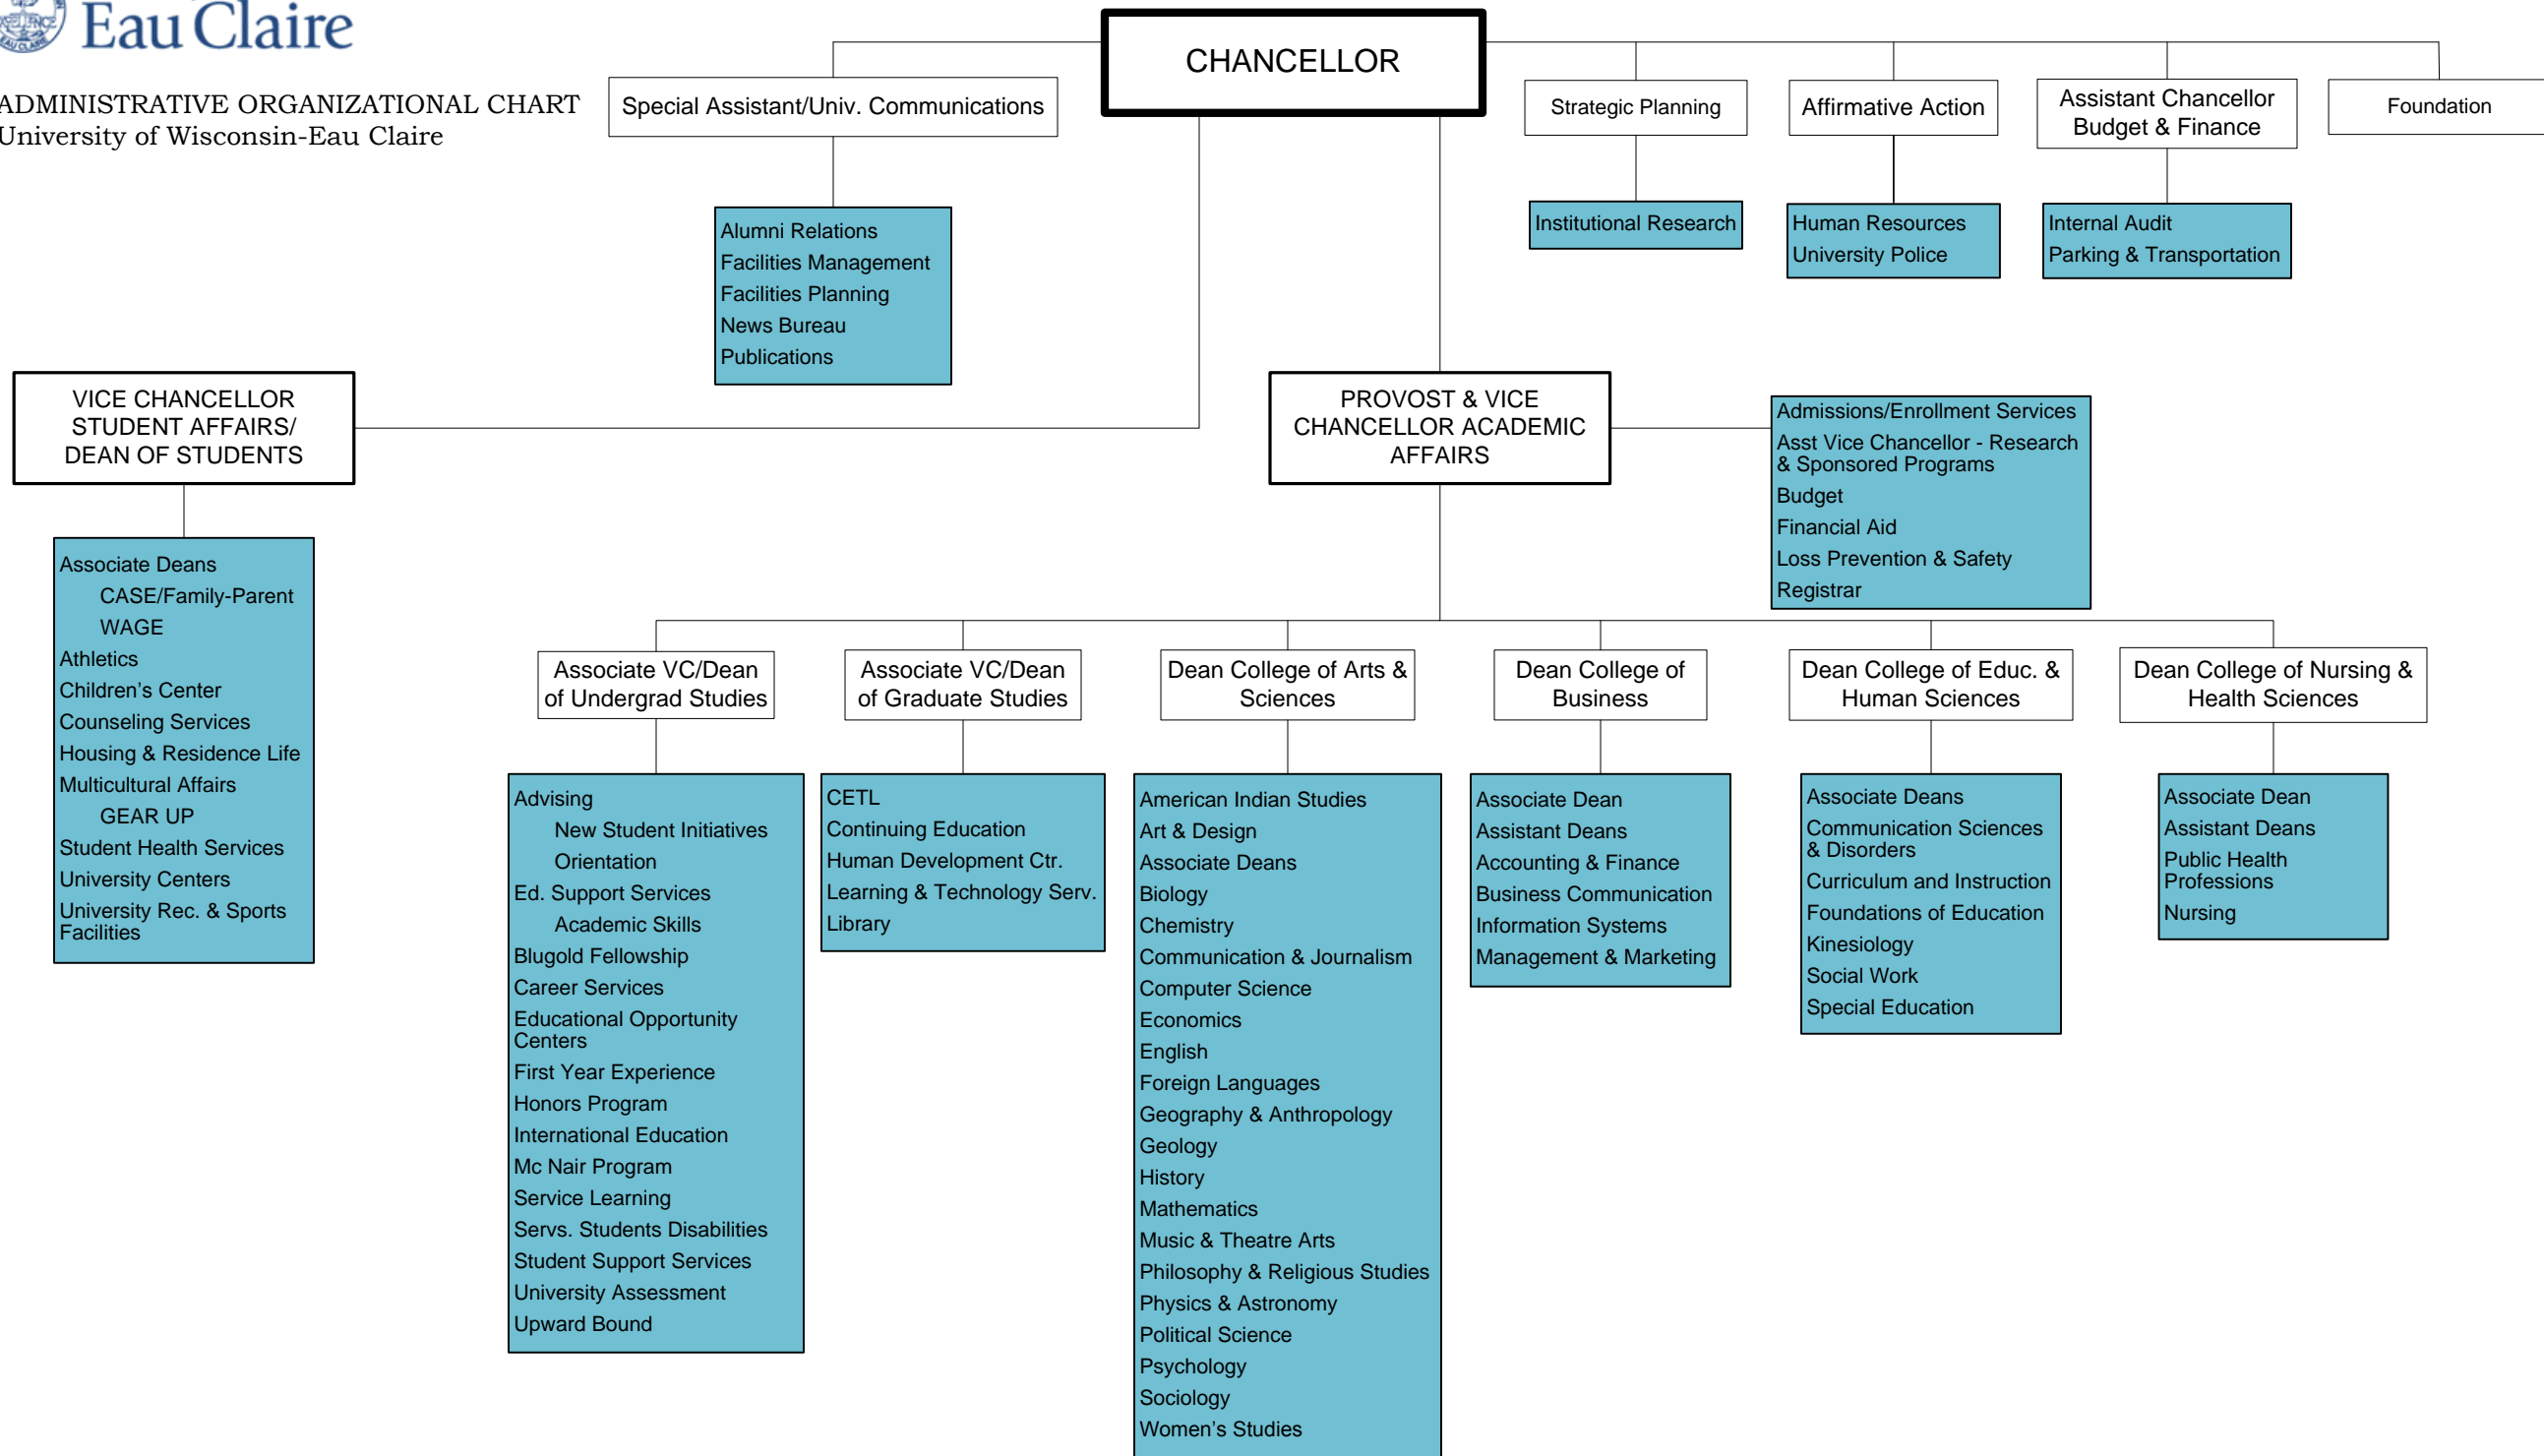 Eau Claire
ADMINISTRATIVE ORGANIZATIONAL CHART
University of Wisconsin-Eau Claire
CHANCELLOR
Special Assistant/Univ. Communications
Strategic Planning
Affirmative Action
Assistant Chancellor
Budget & Finance
Foundation
Alumni Relations
Facilities Management
Facilities Planning
News Bureau
Publications
Institutional Research
Human Resources
University Police
Internal Audit
Parking & Transportation
VICE CHANCELLOR
STUDENT AFFAIRS/
DEAN OF STUDENTS
PROVOST & VICE
CHANCELLOR ACADEMIC
AFFAIRS
Admissions/Enrollment Services
Asst Vice Chancellor - Research
& Sponsored Programs
Budget
Financial Aid
Loss Prevention & Safety
Registrar
Associate Deans
CASE/Family-Parent
WAGE
Athletics
Children's Center
Counseling Services
Housing & Residence Life
Multicultural Affairs
GEAR UP
Student Health Services
University Centers
University Rec. & Sports
Facilities
Associate VC/Dean
of Undergrad Studies
Associate VC/Dean
of Graduate Studies
Dean College of Arts &
Sciences
Dean College of
Business
Dean College of Educ. &
Human Sciences
Dean College of Nursing &
Health Sciences
Advising
New Student Initiatives
Orientation
Ed. Support Services
Academic Skills
Blugold Fellowship
Career Services
Educational Opportunity
Centers
First Year Experience
Honors Program
International Education
Mc Nair Program
Service Learning
Servs. Students Disabilities
Student Support Services
University Assessment
Upward Bound
CETL
Continuing Education
Human Development Ctr.
Learning & Technology Serv.
Library
American Indian Studies
Art & Design
Associate Deans
Biology
Chemistry
Communication & Journalism
Computer Science
Economics
English
Foreign Languages
Geography & Anthropology
Geology
History
Mathematics
Music & Theatre Arts
Philosophy & Religious Studies
Physics & Astronomy
Political Science
Psychology
Sociology
Women's Studies
Associate Dean
Assistant Deans
Accounting & Finance
Business Communication
Information Systems
Management & Marketing
Associate Deans
Communication Sciences
& Disorders
Curriculum and Instruction
Foundations of Education
Kinesiology
Social Work
Special Education
Associate Dean
Assistant Deans
Public Health
Professions
Nursing